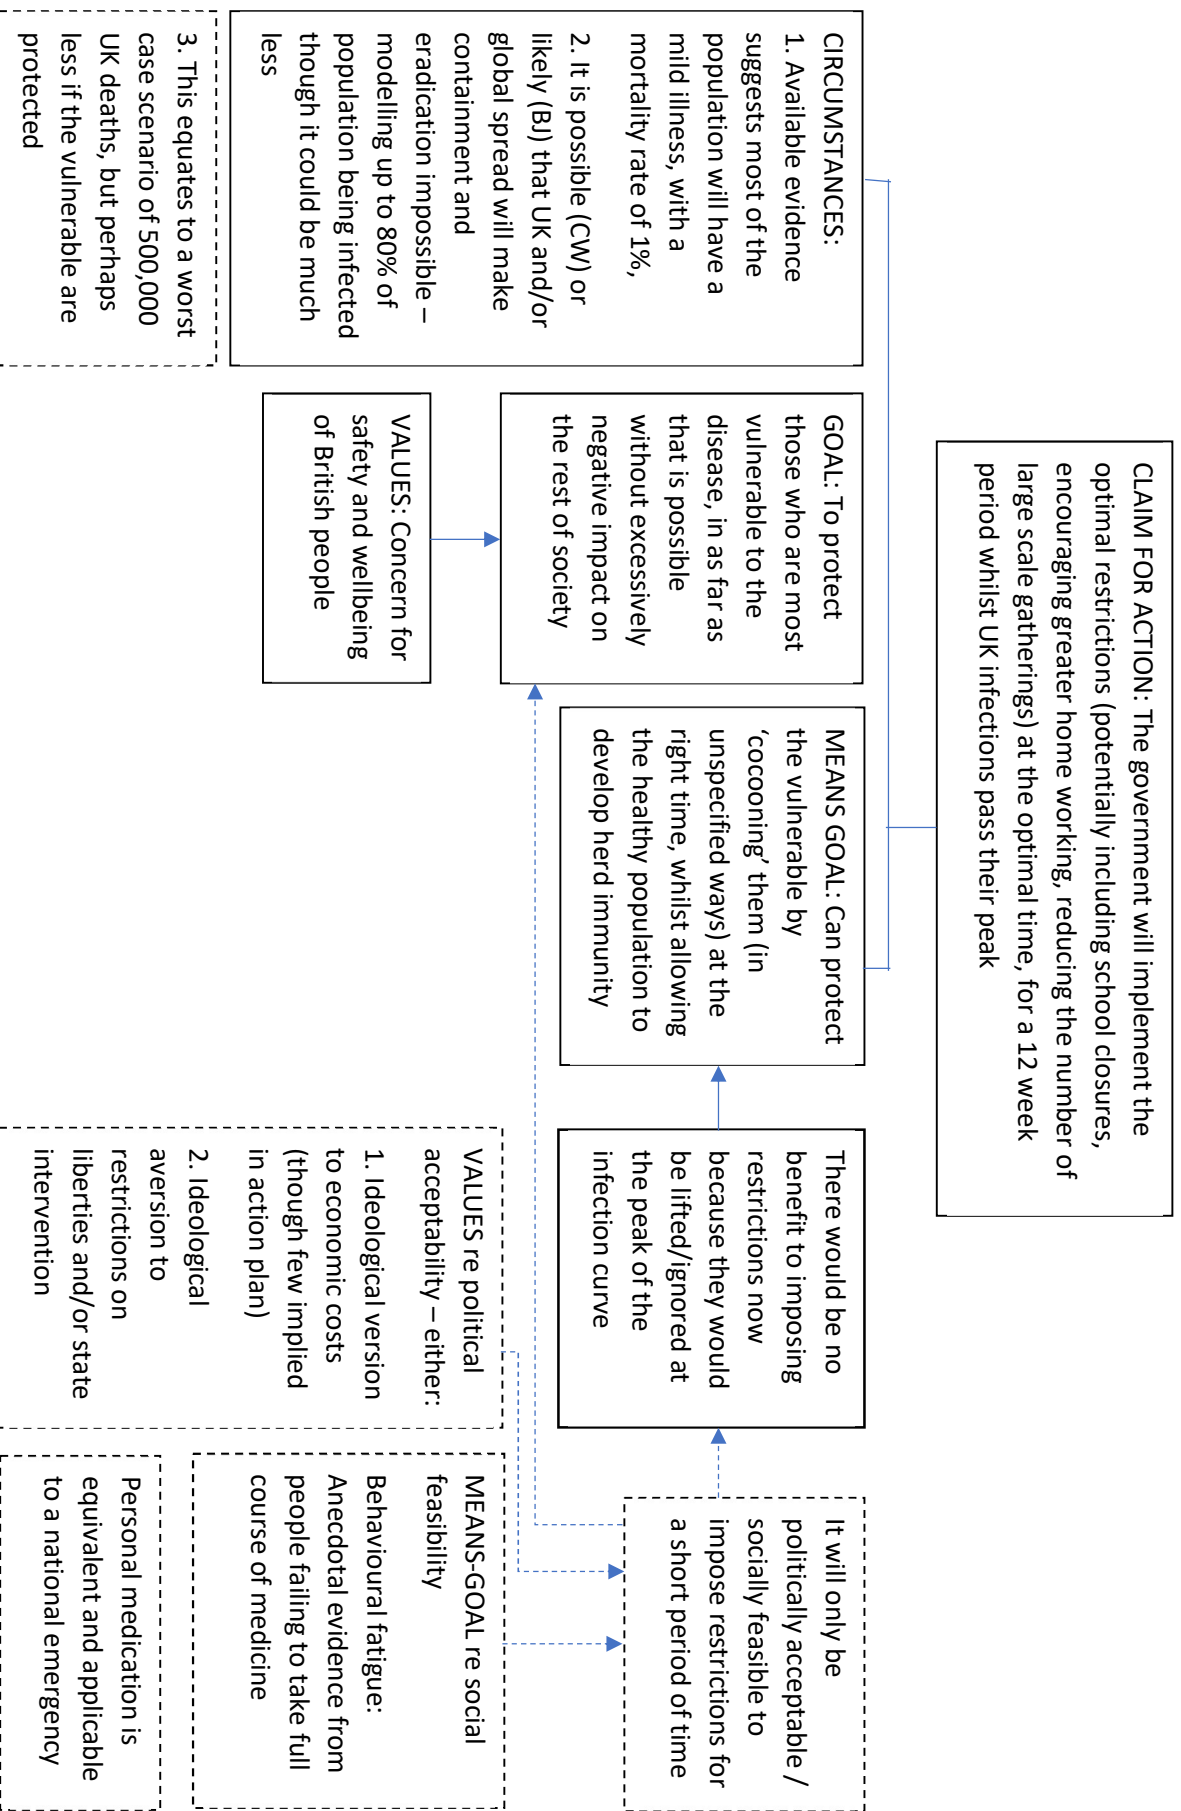 CLAIM FOR ACTION: The government will implement the
optimal restrictions (potentially including school closures,
encouraging greater home working, reducing the number of
large scale gatherings) at the optimal time, for a 12 week
period whilst UK infections pass their peak
CIRCUMSTANCES:
1. Available evidence
suggests most of the
population will have a
mild illness, with a
mortality rate of 1%,
2. It is possible (CW) or
likely (BJ) that UK and/or
global spread will make
containment and
eradication impossible –
modelling up to 80% of
population being infected
though it could be much
less
3. This equates to a worst
case scenario of 500,000
UK deaths, but perhaps
less if the vulnerable are
protected
GOAL: To protect
those who are most
vulnerable to the
disease, in as far as
that is possible
without excessively
negative impact on
the rest of society
VALUES: Concern for
safety and wellbeing
of British people
MEANS GOAL: Can protect
the vulnerable by
‘cocooning’ them (in
unspecified ways) at the
right time, whilst allowing
the healthy population to
develop herd immunity
There would be no
benefit to imposing
restrictions now
because they would
be lifted/ignored at
the peak of the
infection curve
VALUES re political
acceptability – either:
1. Ideological version
to economic costs
(though few implied
in action plan)
2. Ideological
aversion to
restrictions on
liberties and/or state
intervention
It will only be
politically acceptable /
socially feasible to
impose restrictions for
a short period of time
MEANS-GOAL re social
feasibility
Behavioural fatigue:
Anecdotal evidence from
people failing to take full
course of medicine
Personal medication is
equivalent and applicable
to a national emergency